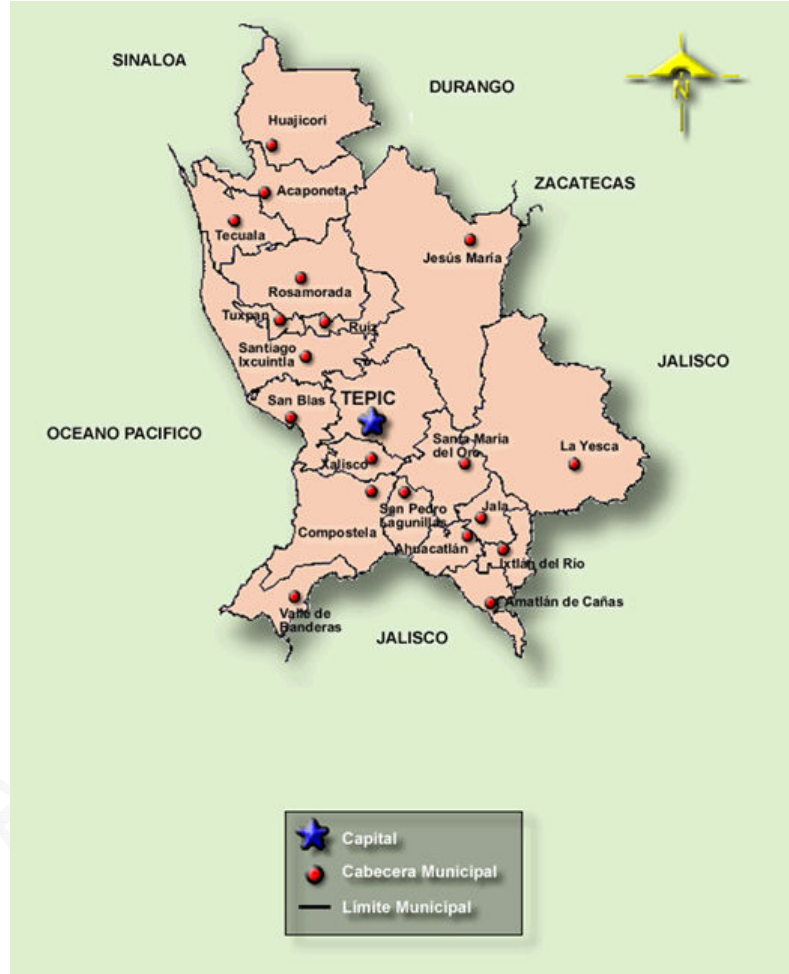 SINALOA
DURANGO
N
Huajicori
ZACATECAS
Acaponeta
Tecuala
Jesús María
Rosamorada
Tuxpan
Ruiz
Santiago
Ixcuintla
JALISCO
San Blas
TEPIC
OCEANO PACIFICO
Santa María
del Oro
La Yesca
Xalisco
San Pedro
Lagunillas
Jala
Compostela
Ahuacatlán
Ixtlán del Río
Amatlán de Cañas
Valle de
Banderas
JALISCO
Capital
Cabecera Municipal
Límite Municipal